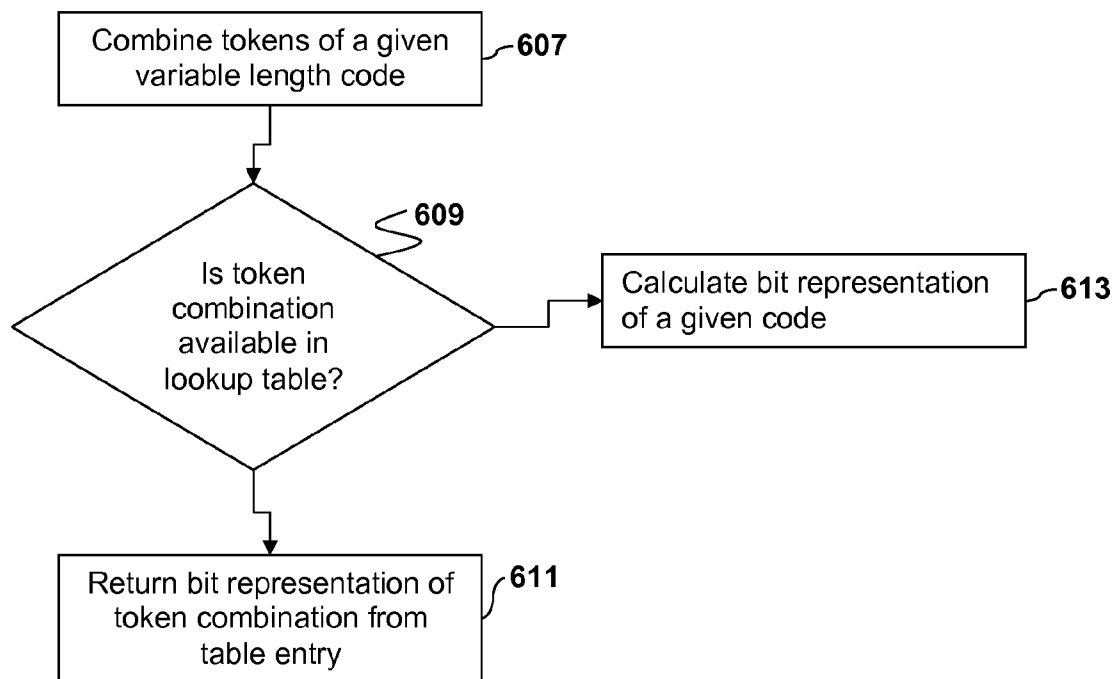 Combine tokens of a given
variable length code
607
609
Is token
combination
available in
lookup table?
Calculate bit representation
of a given code
613
Return bit representation of
token combination from
table entry
611